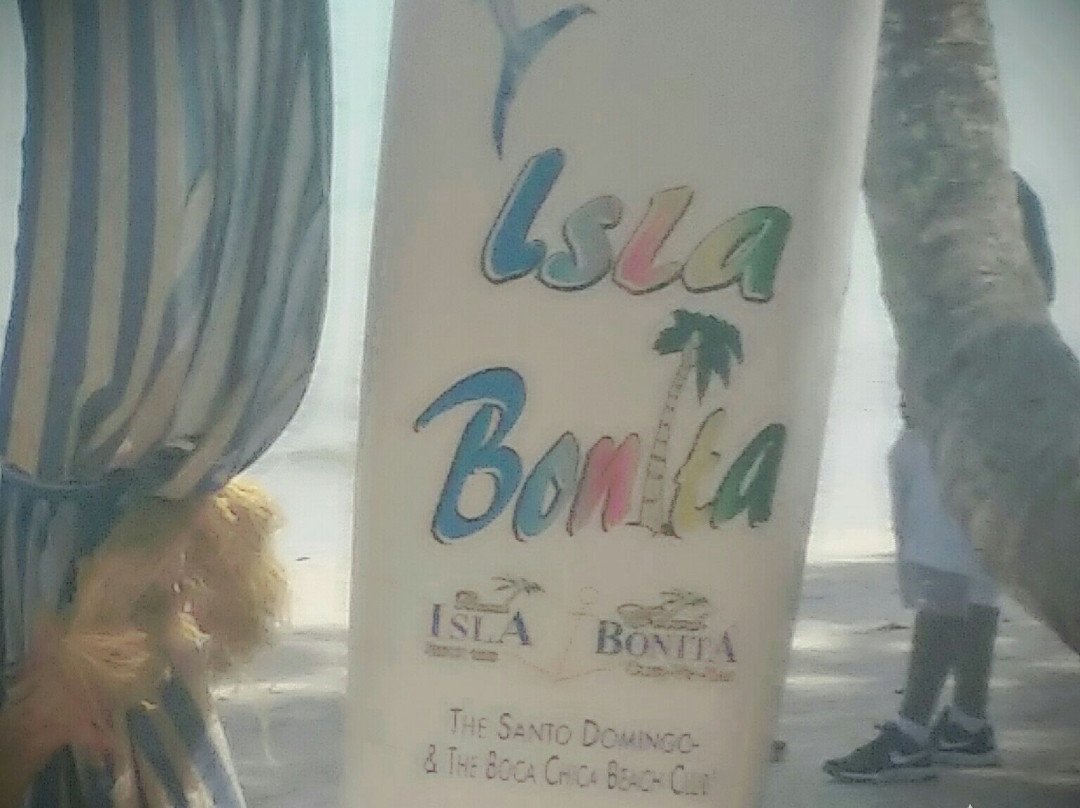 Isla
Bonita
ISLA BONITA
THE SANTO DOMINGO-
& THE BOCA CHICA BEACH CLUB